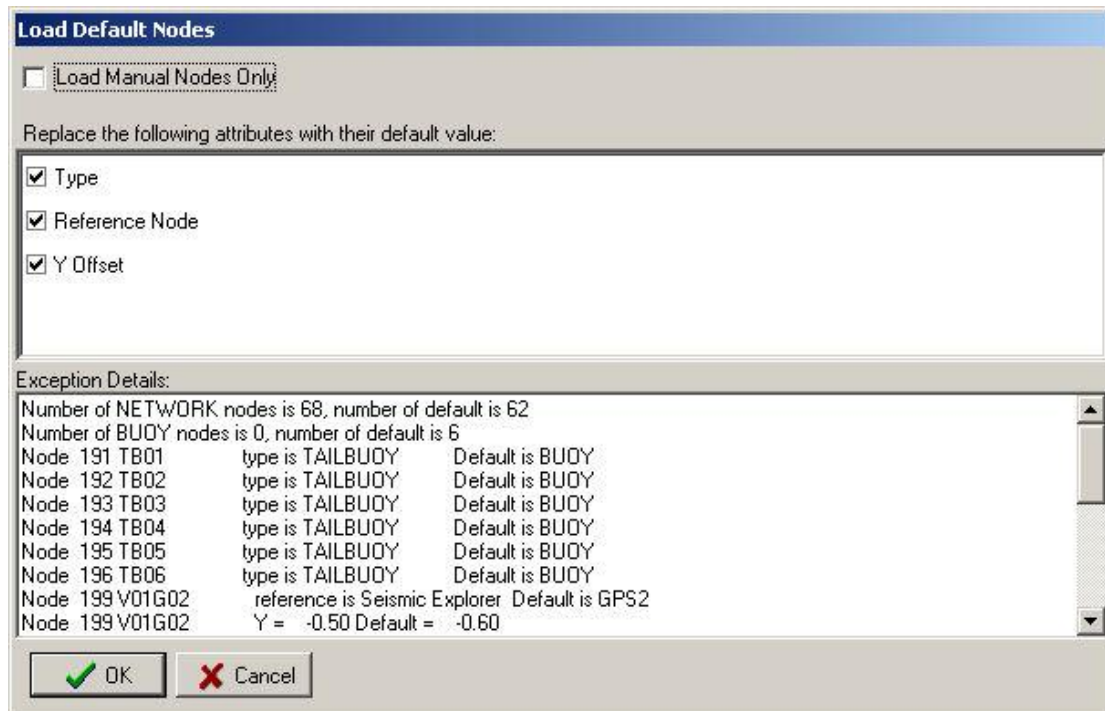 Load Default Nodes
Load Manual Nodes Only
Replace the following attributes with their default value:
Type
Reference Node
Y Offset
Exception Details:
Number of NETWORK nodes is 68, number of default is 62
Number of BUOY nodes is 0, number of default is 6
Node 191 TB01 type is TAILBUOY Default is BUOY
Node 192 TB02 type is TAILBUOY Default is BUOY
Node 193 TB03 type is TAILBUOY Default is BUOY
Node 194 TB04 type is TAILBUOY Default is BUOY
Node 195 TB05 type is TAILBUOY Default is BUOY
Node 196 TB06 type is TAILBUOY Default is BUOY
Node 199 V01G02 reference is Seismic Explorer Default is GPS2
Node 199 V01G02 Y = -0.50 Default = -0.60
OK Cancel